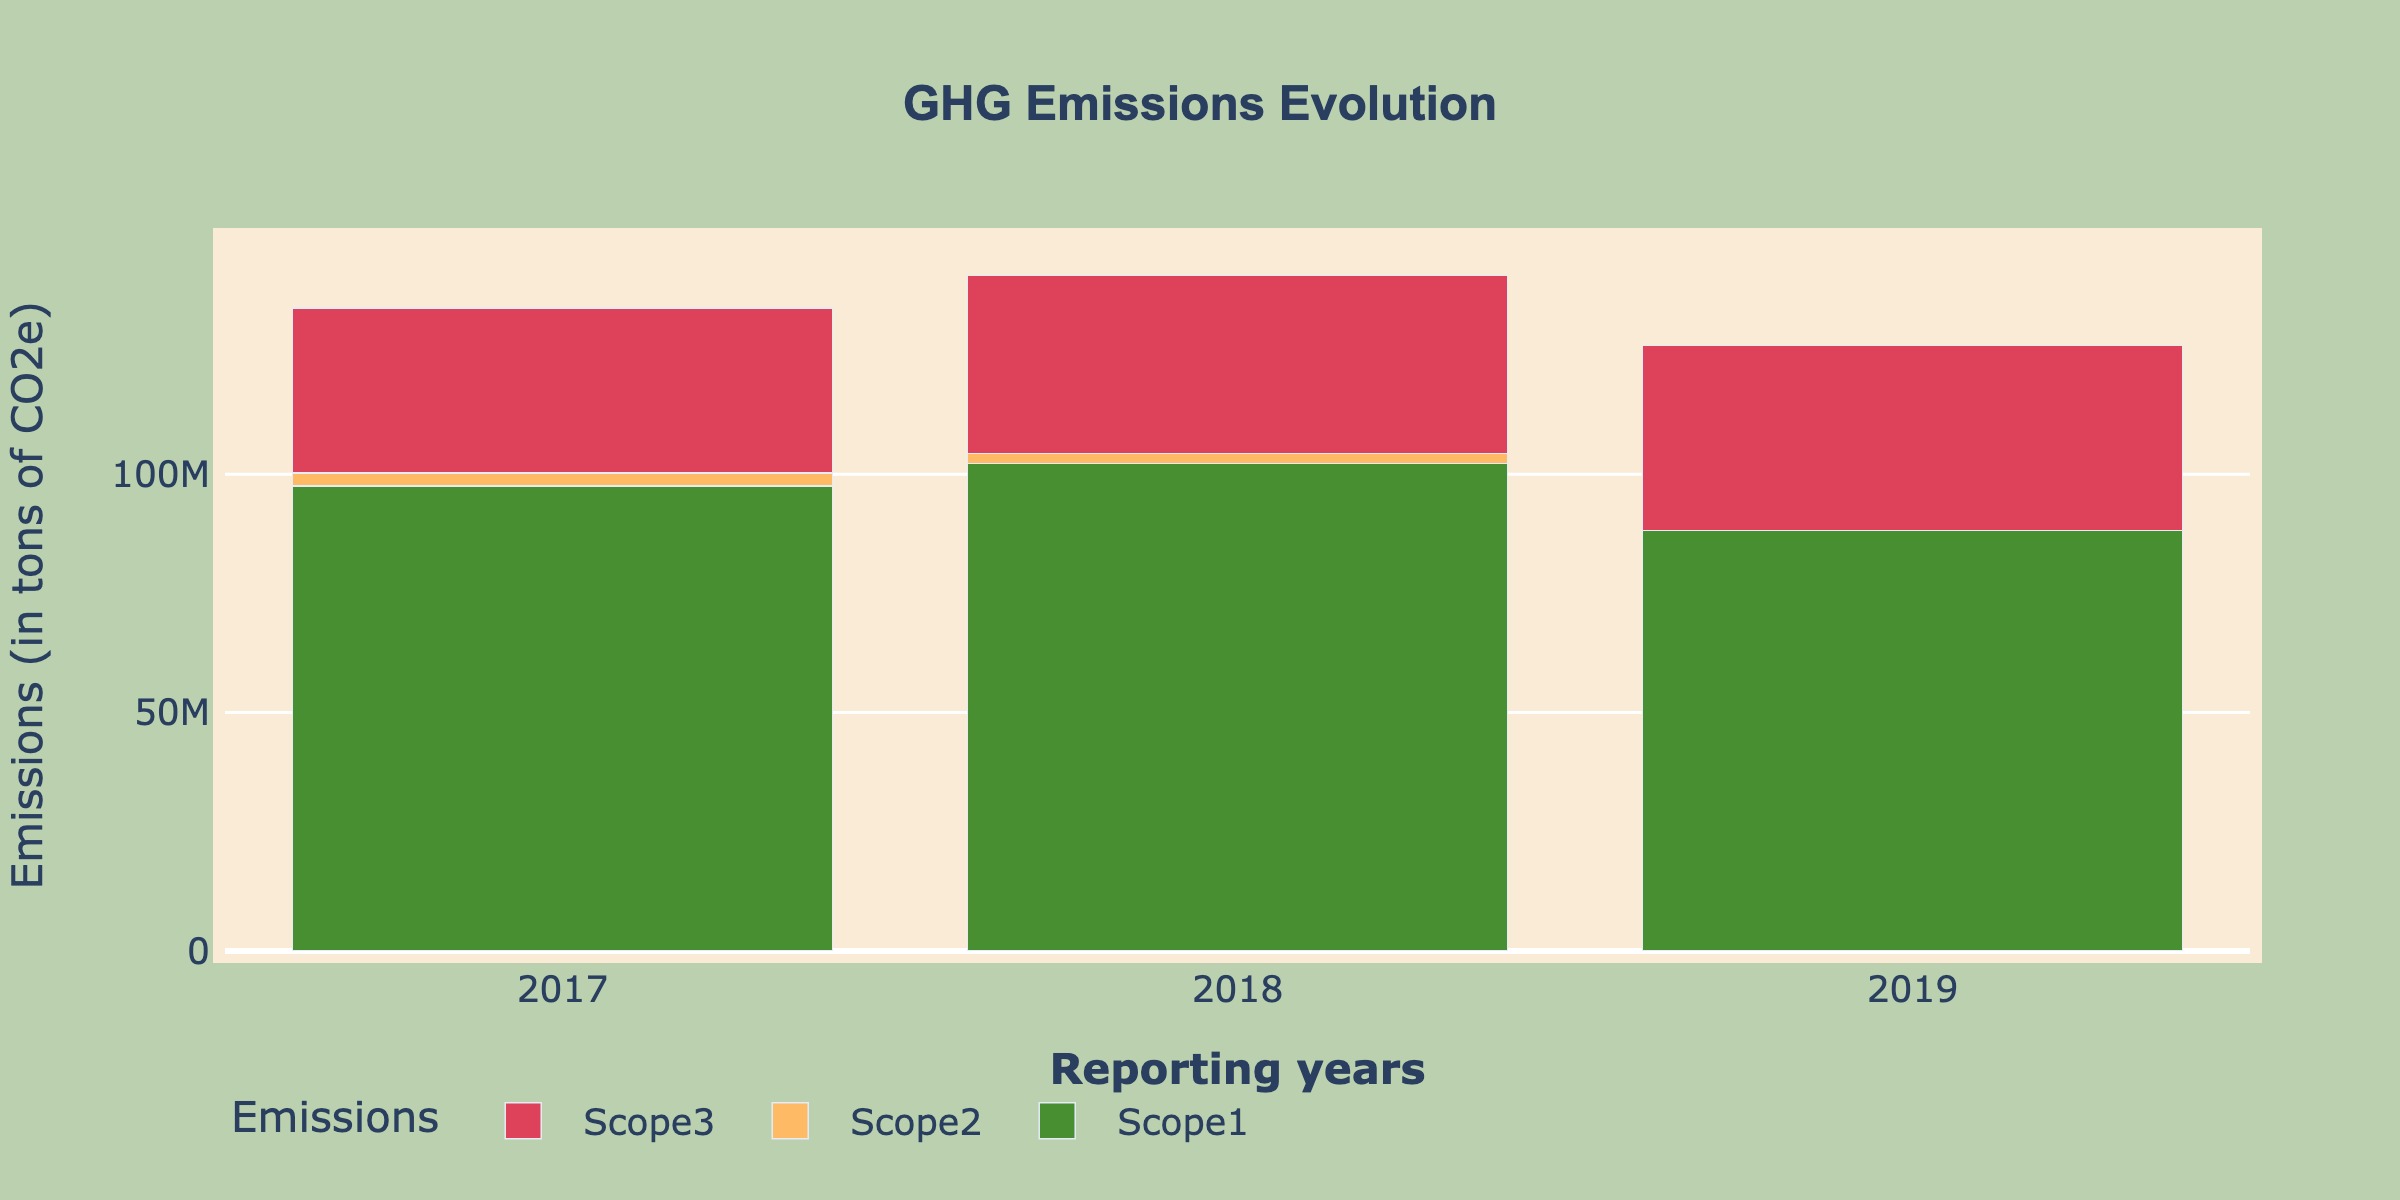 GHG Emissions Evolution
Emissions (in tons of CO2e)
100M
50M
0
2017 2018 2019
Reporting years
Emissions Scope3 Scope2 Scope1